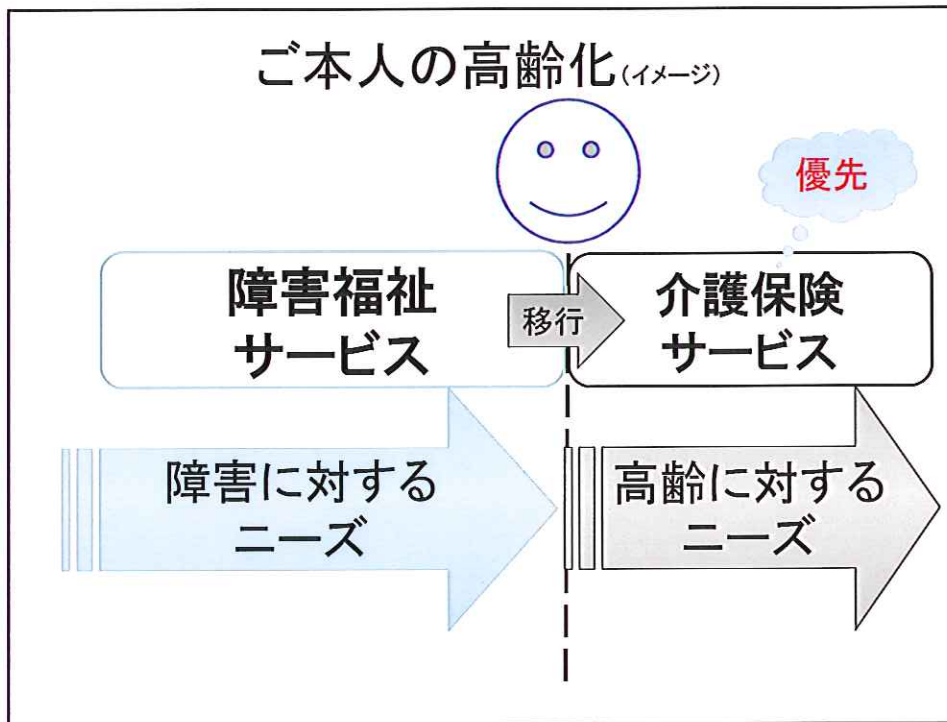 ご本人の高齢化(イメージ)
優先
障害福祉
サービス
移行
介護保険
サービス
障害に対する
ニーズ
高齢に対する
ニーズ